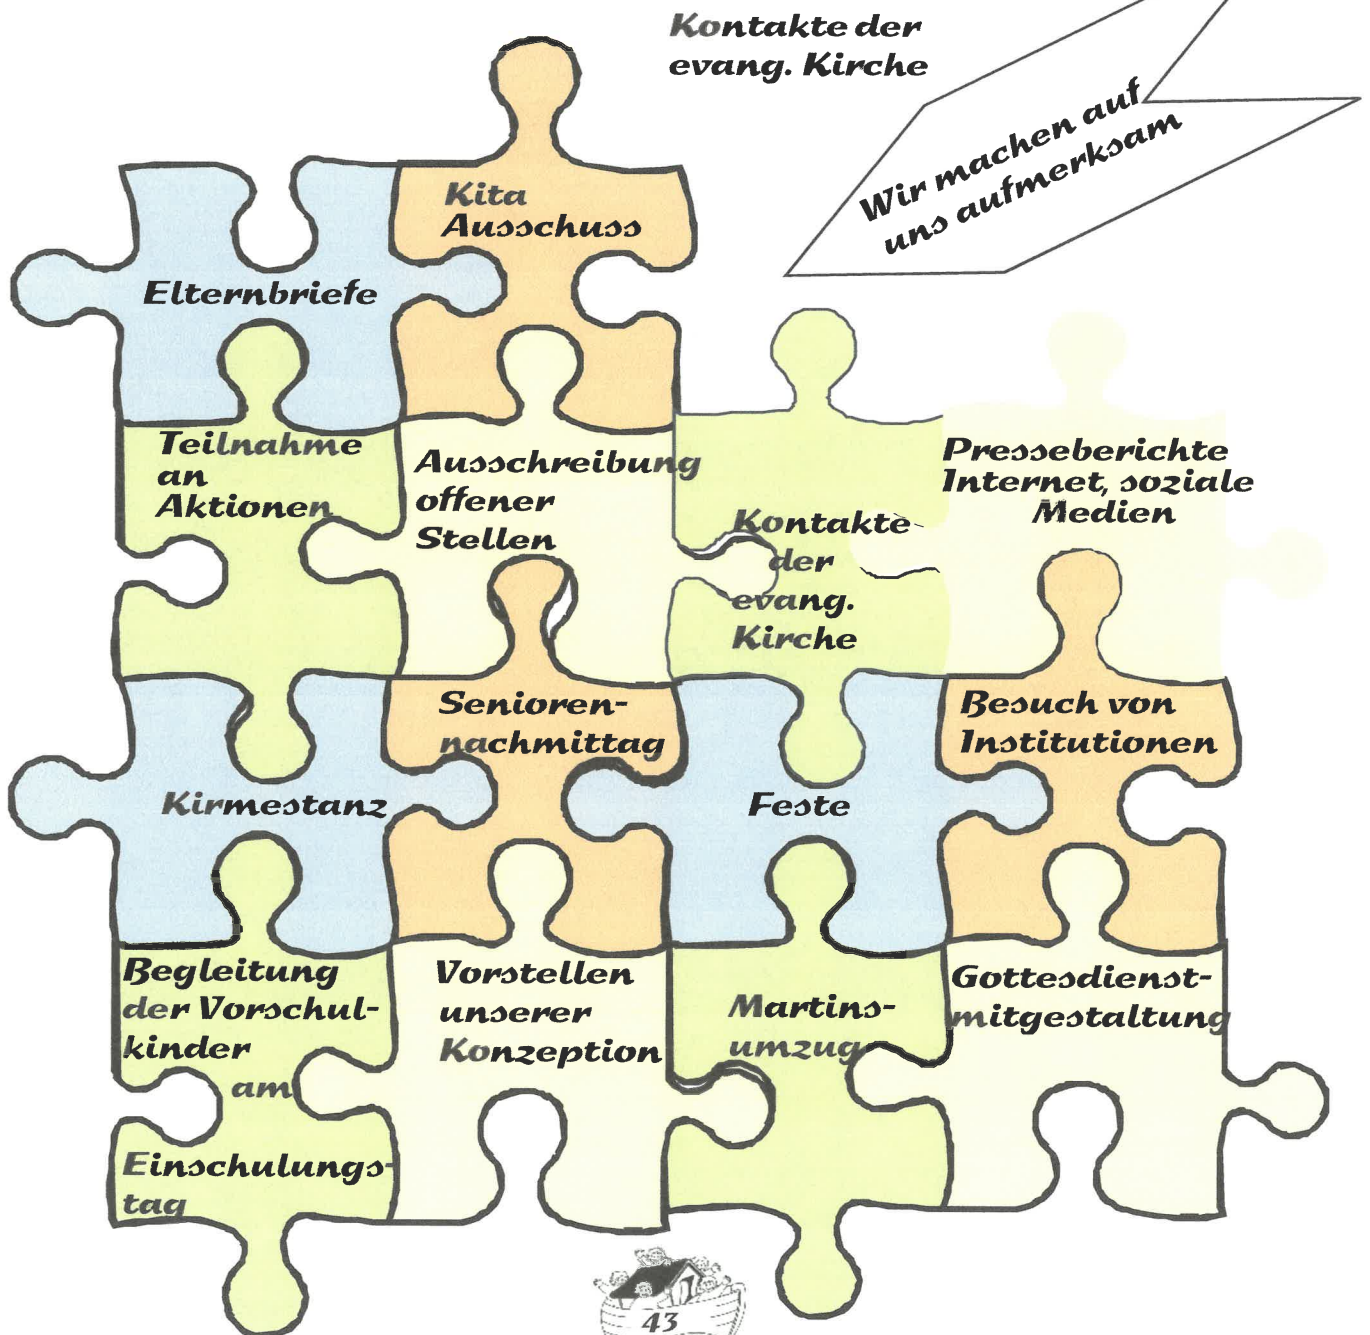 Kontakte der
evang. Kirche
Wir machen auf
uns aufmerksam
Kita
Ausschuss
Elternbriefe
Teilnahme
an
Aktionen
Ausschreibung
offener
Stellen
Kontakte
der
evang.
Kirche
Presseberichte
Internet, soziale
Medien
Kirmestanz
Senioren-
nachmittag
Feste
Besuch von
Institutionen
Begleitung
der Vorschul-
kinder
am
Einschulungs-
tag
Vorstellen
unserer
Konzeption
Martins-
umzug
Gottesdienst-
mitgestaltung
43